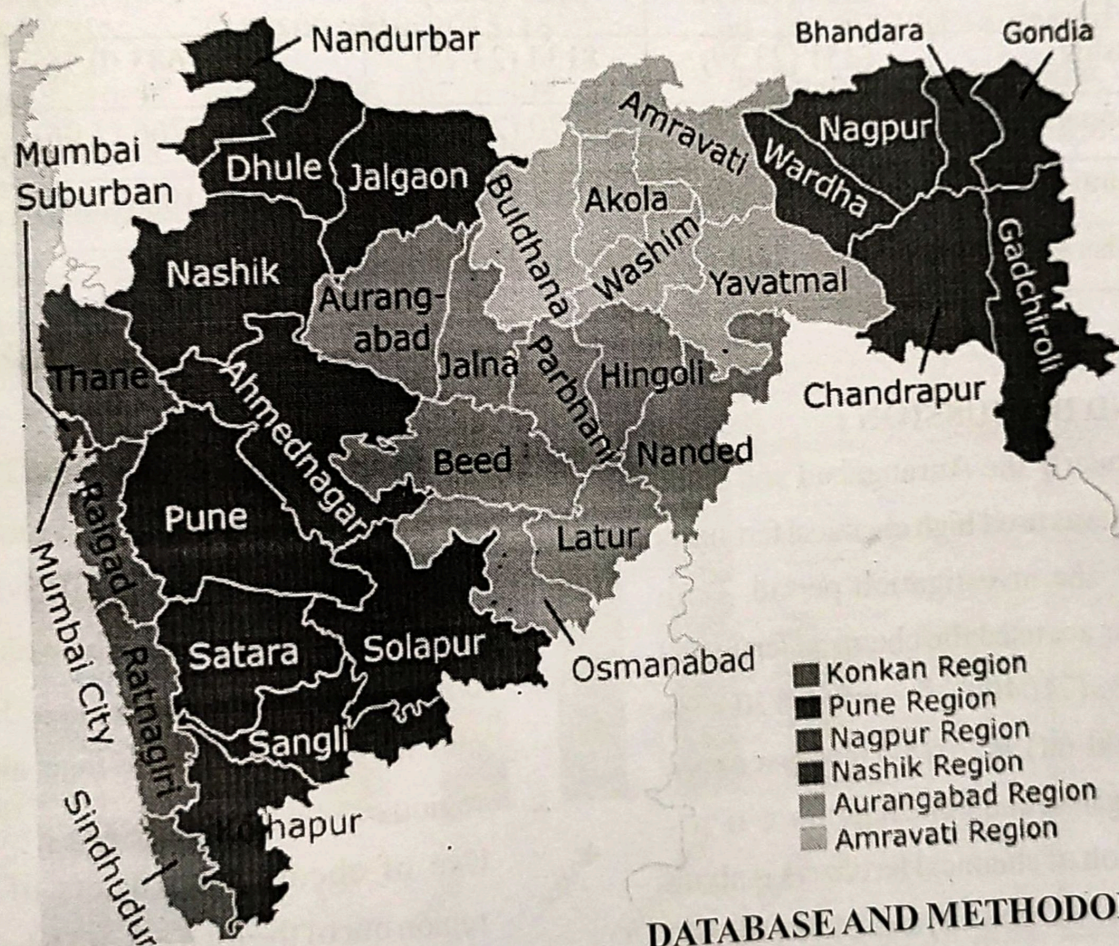 Nandurbar
Bhandara
Gondia
Mumbai
Suburban
Dhule
Jalgaon
Amravati
Nagpur
Wardha
Buldhana
Akola
Washim
Yavatmal
Gadchiroli
Nashik
Aurang-
abad
Jalna
Parbhani
Hingoli
Chandrapur
Thane
Ahmednagar
Beed
Nanded
Raigad
Pune
Latur
Mumbai City
Satara
Solapur
Osmanabad
Ratnagiri
Sangli
Kolhapur
Sindhudur
Konkan Region
Pune Region
Nagpur Region
Nashik Region
Aurangabad Region
Amravati Region
DATABASE AND METHODO